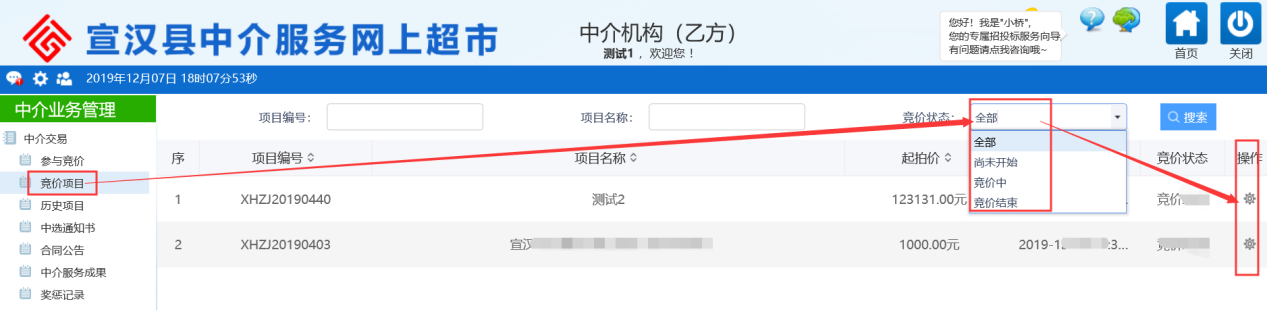 宣汉县中介服务网上超市
中介机构（乙方）
测试1 ，欢迎您！
您好！我是"小桥",
您的专属招投标服务向导,
有问题请点我咨询哦~
首页
关闭
2019年12月07日 18时07分53秒
中介业务管理
中介交易
参与竞价
竞价项目
历史项目
中选通知书
合同公告
中介服务成果
奖惩记录
项目编号：
项目名称：
竞价状态：
全部
搜索
全部
尚未开始
竞价中
竞价结束
序 项目编号 项目名称 起拍价 竞价状态 操作
1 XHZJ20190440 测试2 123131.00元 竞价
2 XHZJ20190403 宣汉 1000.00元 2019-1